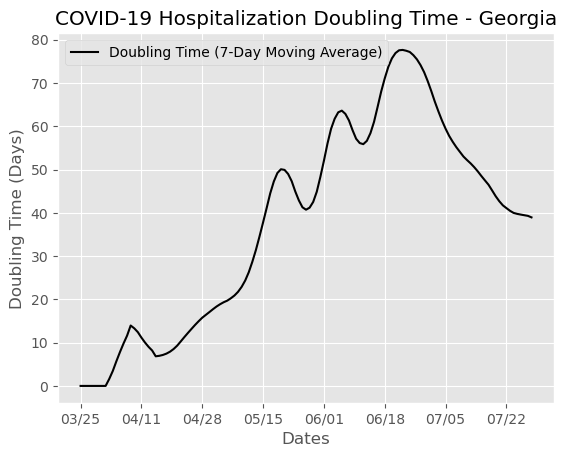 COVID-19 Hospitalization Doubling Time - Georgia
Doubling Time (7-Day Moving Average)
Doubling Time (Days)
80
70
60
50
40
30
20
10
0
03/25 04/11 04/28 05/15 06/01 06/18 07/05 07/22
Dates